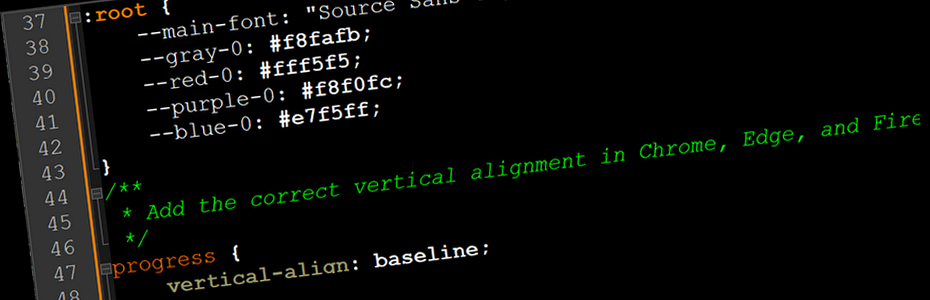 37 :root {
38 --main-font: "Source Sans
39 --gray-0: #f8fafb;
40 --red-0: #fff5f5;
41 --purple-0: #f8f0fc;
42 --blue-0: #e7f5ff;
43 }
44 /**
45 * Add the correct vertical alignment in Chrome, Edge, and Fire
46 */
47 progress {
48 vertical-align: baseline;